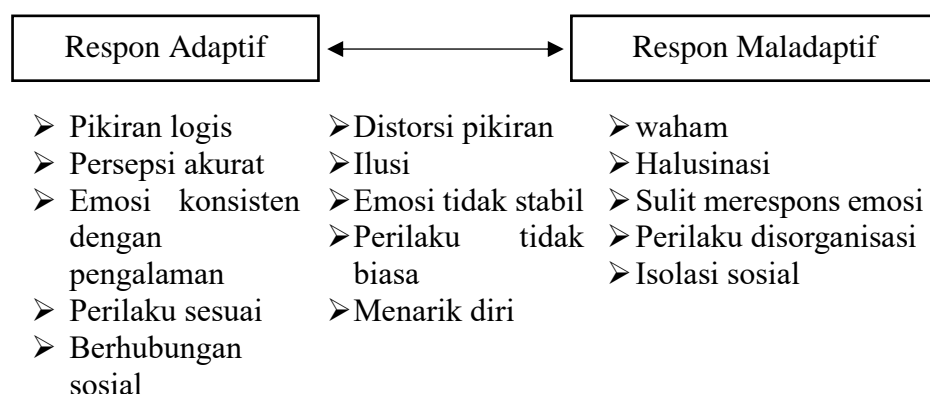 Respon Adaptif
Respon Maladaptif
➢ Pikiran logis
➢ Persepsi akurat
➢ Emosi konsisten
dengan
pengalaman
➢ Perilaku sesuai
➢ Berhubungan
sosial
➢ Distorsi pikiran
➢ Ilusi
➢ Emosi tidak stabil
➢ Perilaku tidak
biasa
➢ Menarik diri
➢ waham
➢ Halusinasi
➢ Sulit merespons emosi
➢ Perilaku disorganisasi
➢ Isolasi sosial